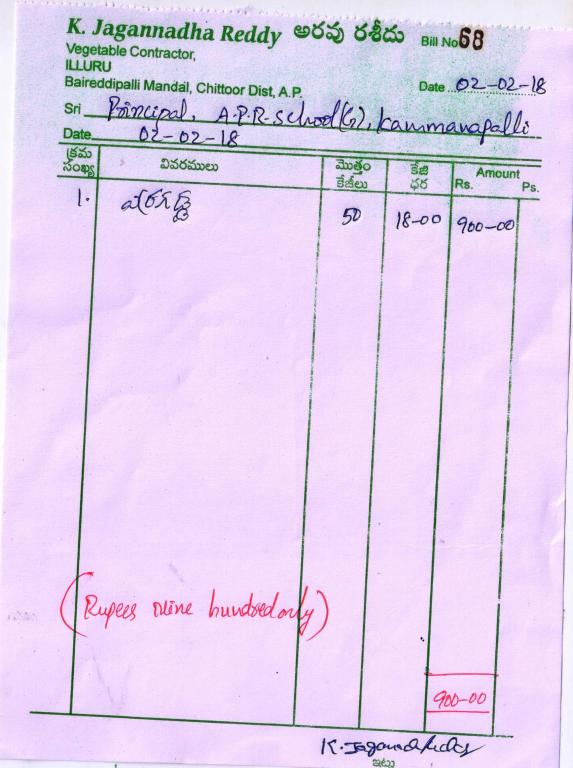 K. Jagannadha Reddy అరవు రశీదు Bill No 68
Vegetable Contractor,
ILLURU
Baireddipalli Mandal, Chittoor Dist, A.P. Date 02-02-18
Sri Principal, A.P.R. School(G), Kammanapalli
Date 02-02-18
క్రమ సంఖ్య వివరములు మొత్తం కేజీలు కేజి ధర Amount Rs. Ps.
1. 50 18-00 900-00
(Rupees nine hundred only)
900-00
K. Jagannadha Reddy
ఇట్లు